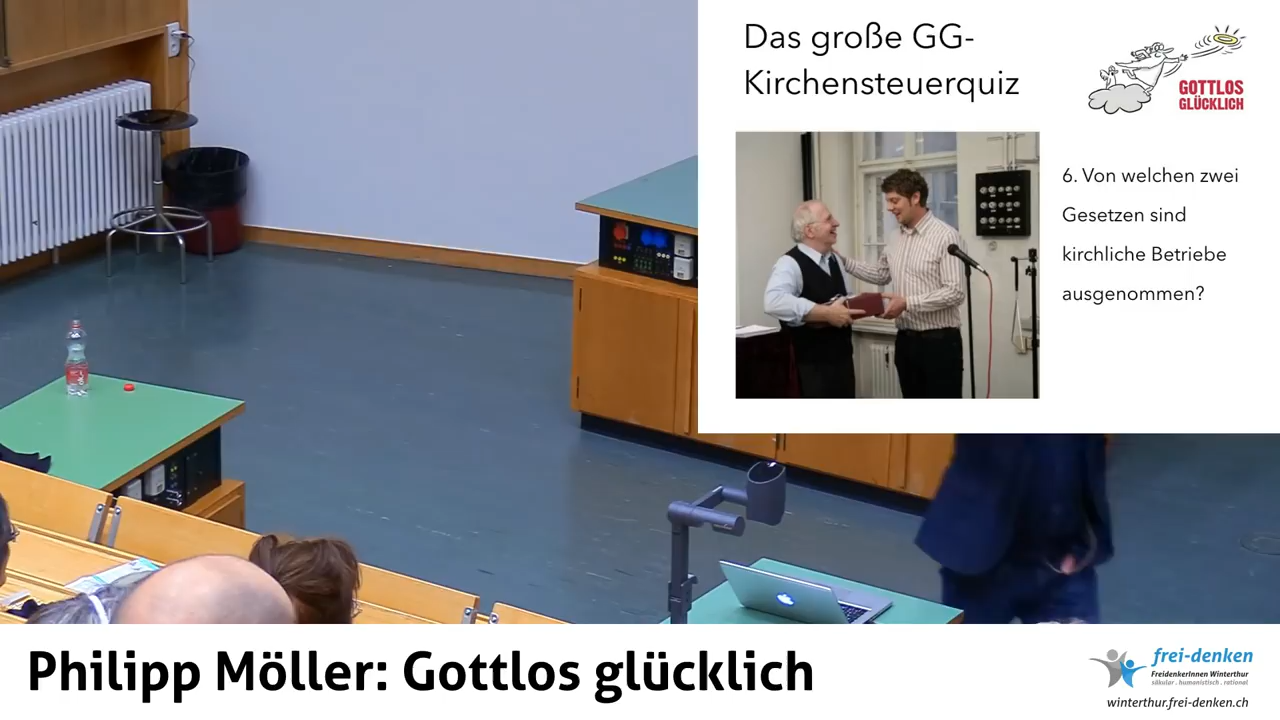 Das große GG-
Kirchensteuerquiz
GOTTLOS
GLÜCKLICH
6. Von welchen zwei
Gesetzen sind
kirchliche Betriebe
ausgenommen?
Philipp Möller: Gottlos glücklich
frei-denken
FreidenkerInnen Winterthur
säkular . humanistisch . rational
winterthur.frei-denken.ch